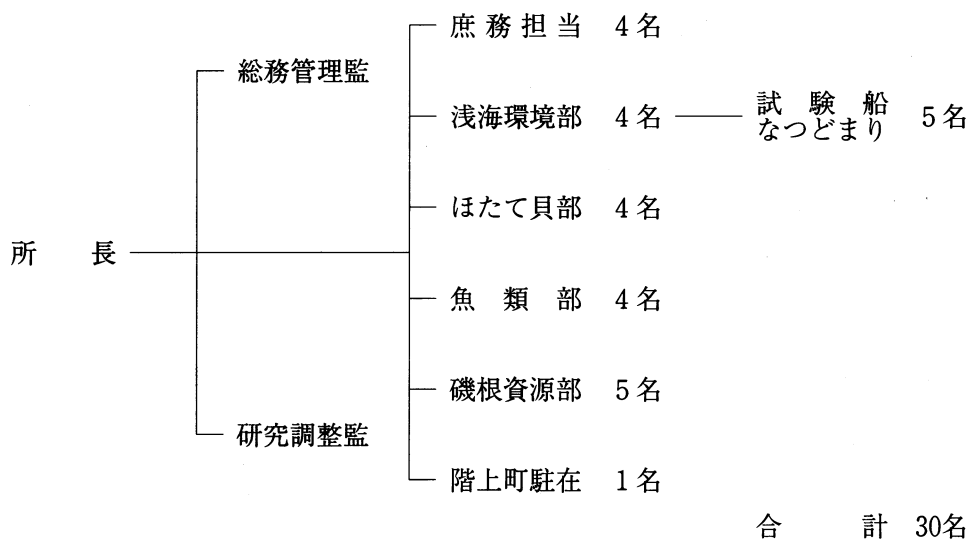 庶務担当 4名
総務管理監
浅海環境部 4名
試験船
なつどまり 5名
ほたて貝部 4名
所長
魚類部 4名
磯根資源部 5名
研究調整監
階上町駐在 1名
合計 30名